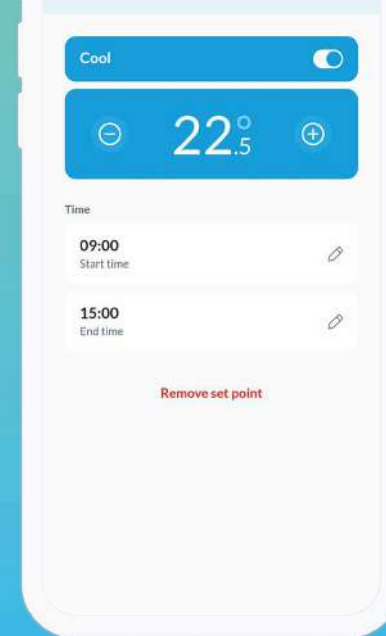 Cool
22.5°
Time
09:00
Start time
15:00
End time
Remove set point